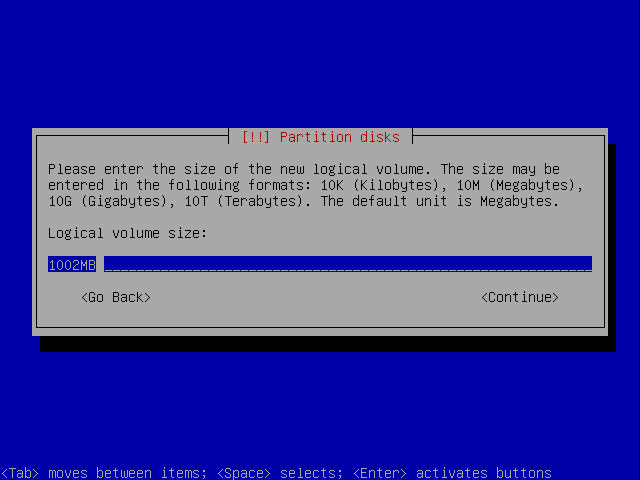 [!!] Partition disks
Please enter the size of the new logical volume. The size may be
entered in the following formats: 10K (Kilobytes), 10M (Megabytes),
10G (Gigabytes), 10T (Terabytes). The default unit is Megabytes.
Logical volume size:
1002MB
<Go Back> <Continue>
<Tab> moves between items; <Space> selects; <Enter> activates buttons